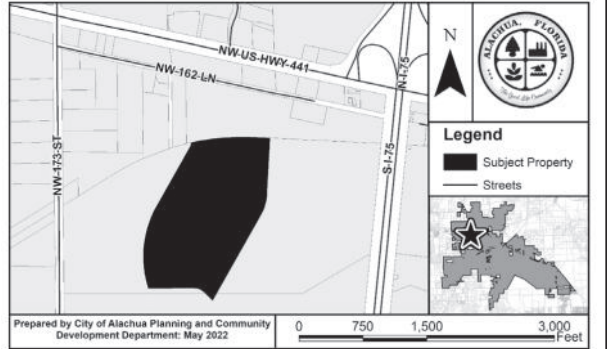 NW-US-HWY-441
NW-162-LN
NW-173-ST
N-I-75
S-I-75
N
ALACHUA, FLORIDA
The Good Life Community
Legend
Subject Property
Streets
Prepared by City of Alachua Planning and Community
Development Department: May 2022
0 750 1,500 3,000
Feet